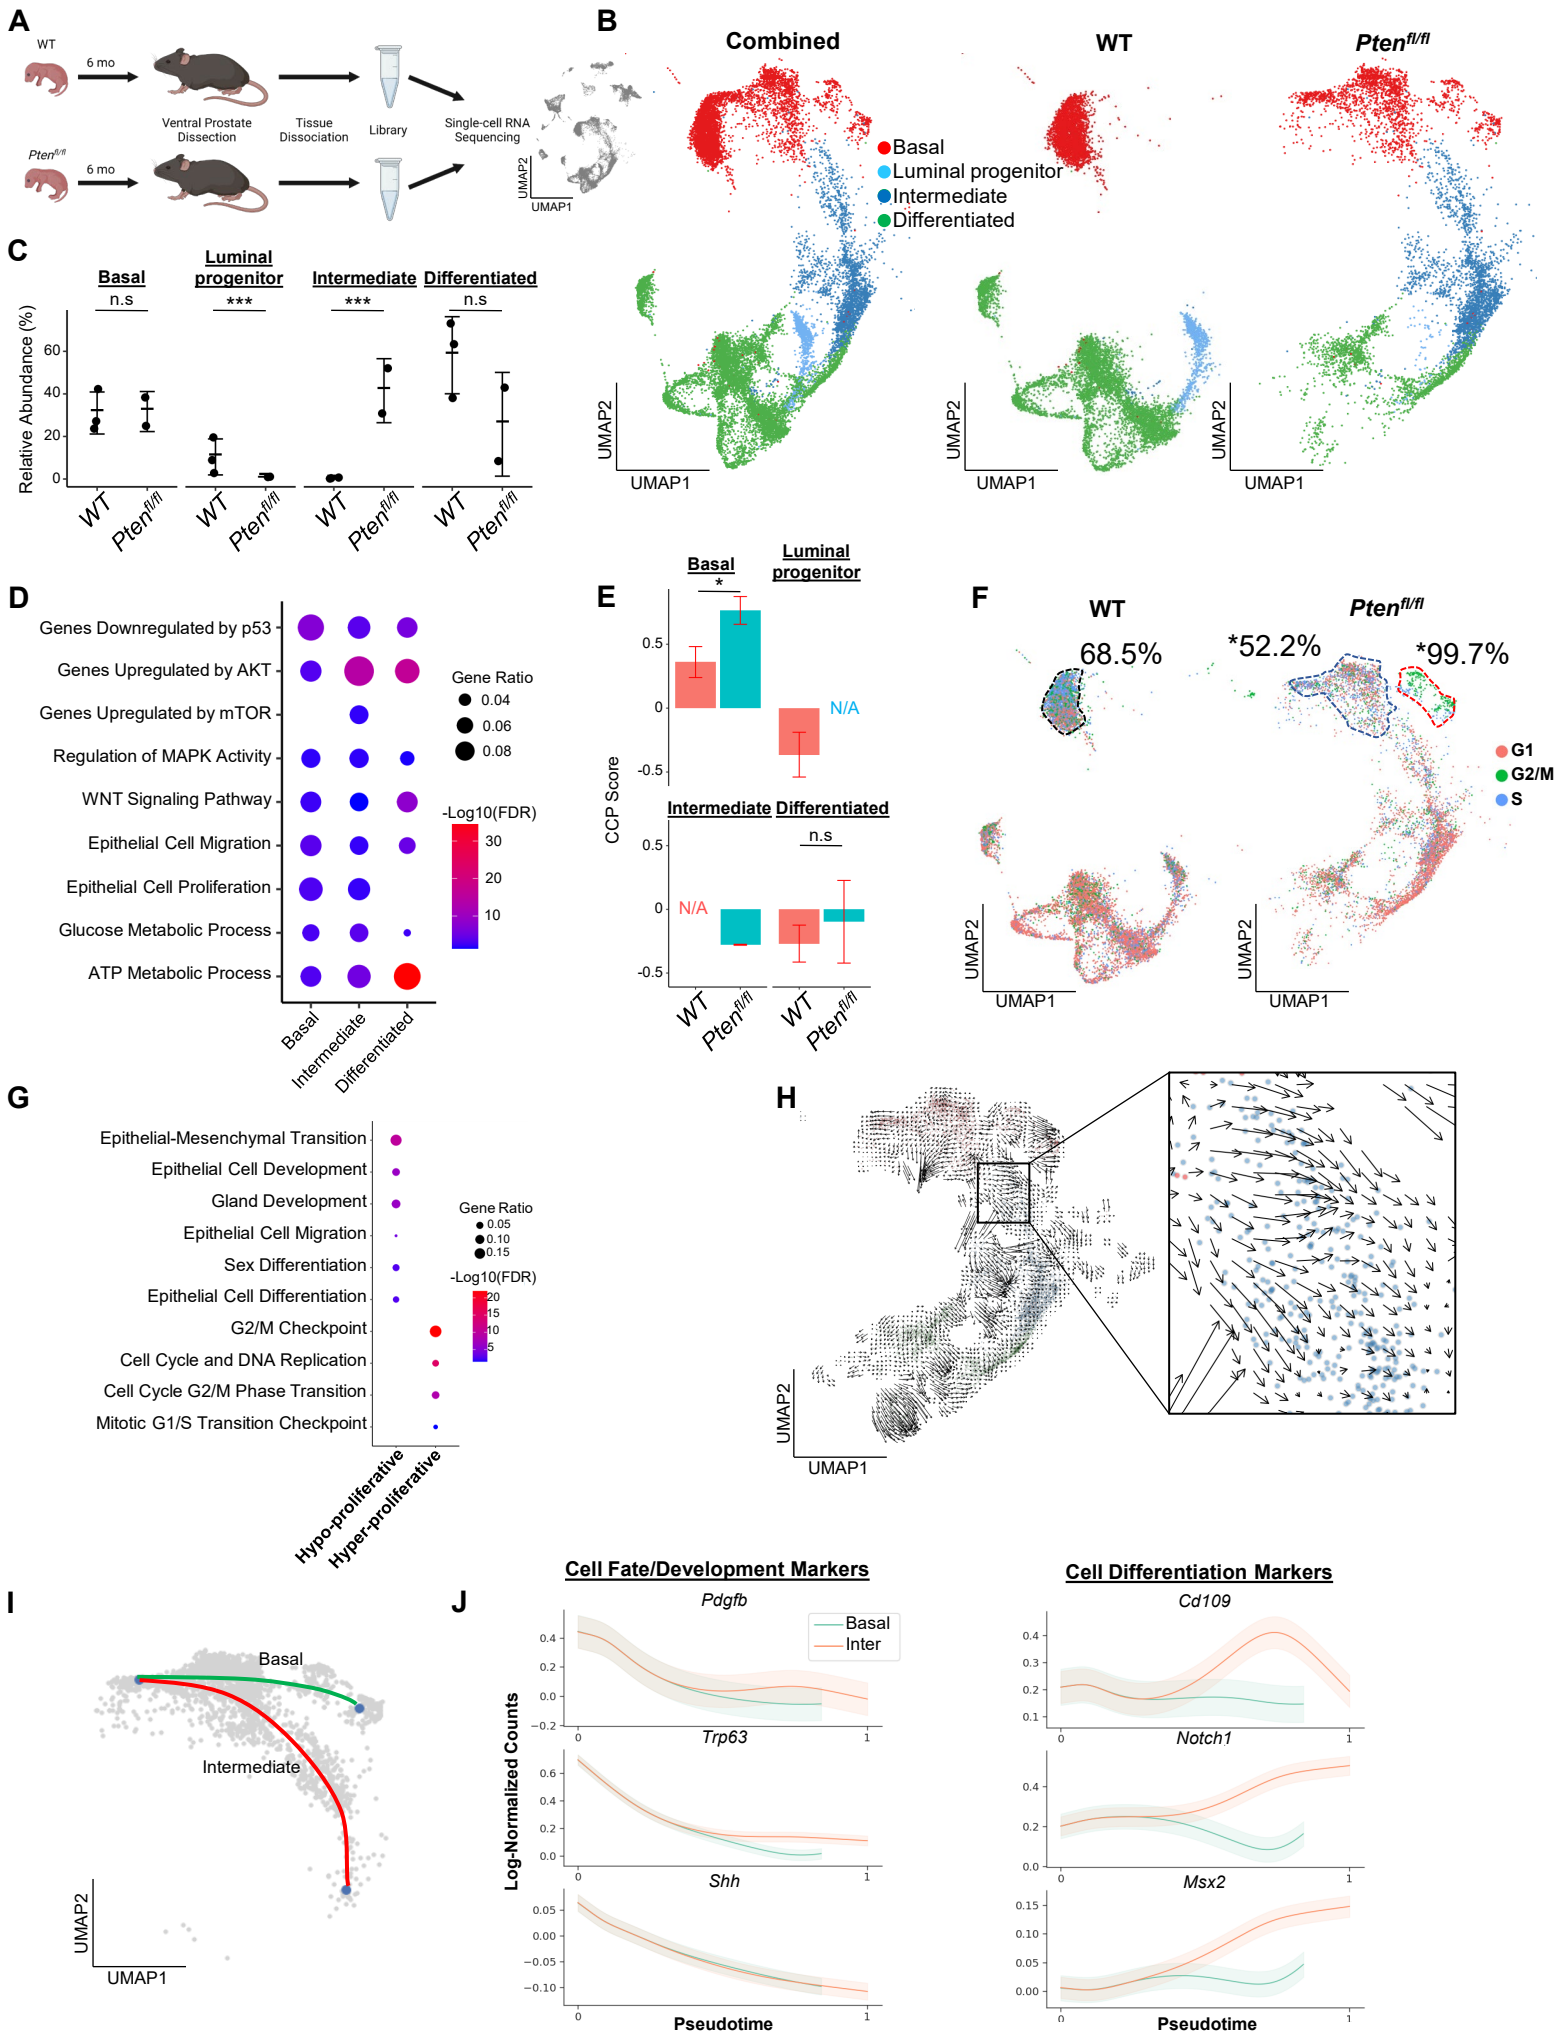 A
WT
6 mo
Ventral Prostate
Dissection
Tissue
Dissociation
Library
Single-cell RNA
Sequencing
Pten^fl/fl
6 mo
UMAP2
UMAP1
B
Combined
WT
Pten^fl/fl
Basal
Luminal progenitor
Intermediate
Differentiated
UMAP2
UMAP1
UMAP2
UMAP1
UMAP2
UMAP1
C
Basal
Luminal
progenitor
Intermediate
Differentiated
n.s
***
***
n.s
Relative Abundance (%)
60
40
20
0
WT
Pten^fl/fl
WT
Pten^fl/fl
WT
Pten^fl/fl
WT
Pten^fl/fl
D
Genes Downregulated by p53
Genes Upregulated by AKT
Genes Upregulated by mTOR
Regulation of MAPK Activity
WNT Signaling Pathway
Epithelial Cell Migration
Epithelial Cell Proliferation
Glucose Metabolic Process
ATP Metabolic Process
Basal
Intermediate
Differentiated
Gene Ratio
0.04
0.06
0.08
-Log10(FDR)
30
20
10
E
Basal
Luminal
progenitor
*
0.5
0
-0.5
N/A
CCP Score
Intermediate
Differentiated
n.s
0.5
0
-0.5
N/A
WT
Pten^fl/fl
WT
Pten^fl/fl
F
WT
Pten^fl/fl
68.5%
*52.2%
*99.7%
G1
G2/M
S
UMAP2
UMAP1
UMAP2
UMAP1
G
Epithelial-Mesenchymal Transition
Epithelial Cell Development
Gland Development
Epithelial Cell Migration
Sex Differentiation
Epithelial Cell Differentiation
G2/M Checkpoint
Cell Cycle and DNA Replication
Cell Cycle G2/M Phase Transition
Mitotic G1/S Transition Checkpoint
Hypo-proliferative
Hyper-proliferative
Gene Ratio
0.05
0.10
0.15
-Log10(FDR)
20
15
10
5
H
UMAP2
UMAP1
I
Basal
Intermediate
UMAP2
UMAP1
J
Cell Fate/Development Markers
Cell Differentiation Markers
Log-Normalized Counts
Pdgfb
Basal
Inter
0.4
0.2
0.0
−0.2
0
1
Trp63
0.6
0.4
0.2
0.0
0
1
Shh
0.05
0.00
−0.05
−0.10
0
1
Pseudotime
Cd109
0.4
0.3
0.2
0.1
0
1
Notch1
0.4
0.2
0.0
0
1
Msx2
0.15
0.10
0.05
0.00
0
1
Pseudotime